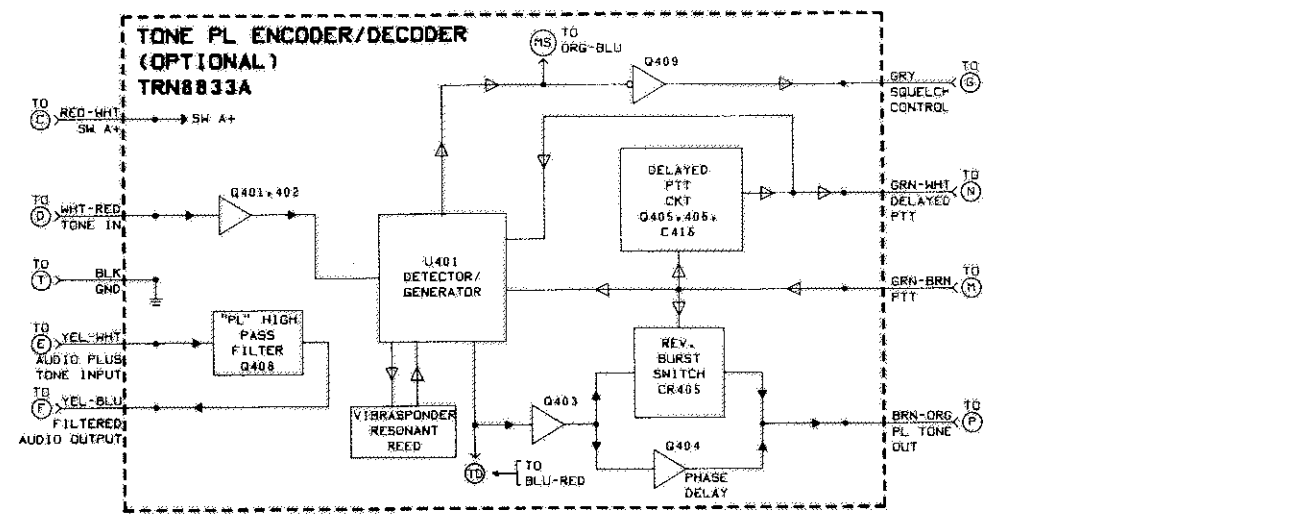 TONE PL ENCODER/DECODER
(OPTIONAL)
TRN8833A
TO
MS
ORG-BLU
Q409
TO
G
GRY
SQUELCH
CONTROL
TO
C
RED-WHT
SW A+
SW A+
DELAYED
PTT
CKT
Q405,406,
C416
TO
N
GRN-WHT
DELAYED
PTT
TO
D
WHT-RED
TONE IN
Q401,402
U401
DETECTOR/
GENERATOR
TO
T
BLK
GND
TO
M
GRN-BRN
PTT
TO
E
YEL-WHT
AUDIO PLUS
TONE INPUT
"PL" HIGH
PASS
FILTER
Q408
REV.
BURST
SWITCH
CR405
TO
F
YEL-BLU
FILTERED
AUDIO OUTPUT
VIBRASPONDER
RESONANT
REED
Q403
Q404
PHASE
DELAY
TO
P
BRN-ORG
PL TONE
OUT
TD
TO
BLU-RED